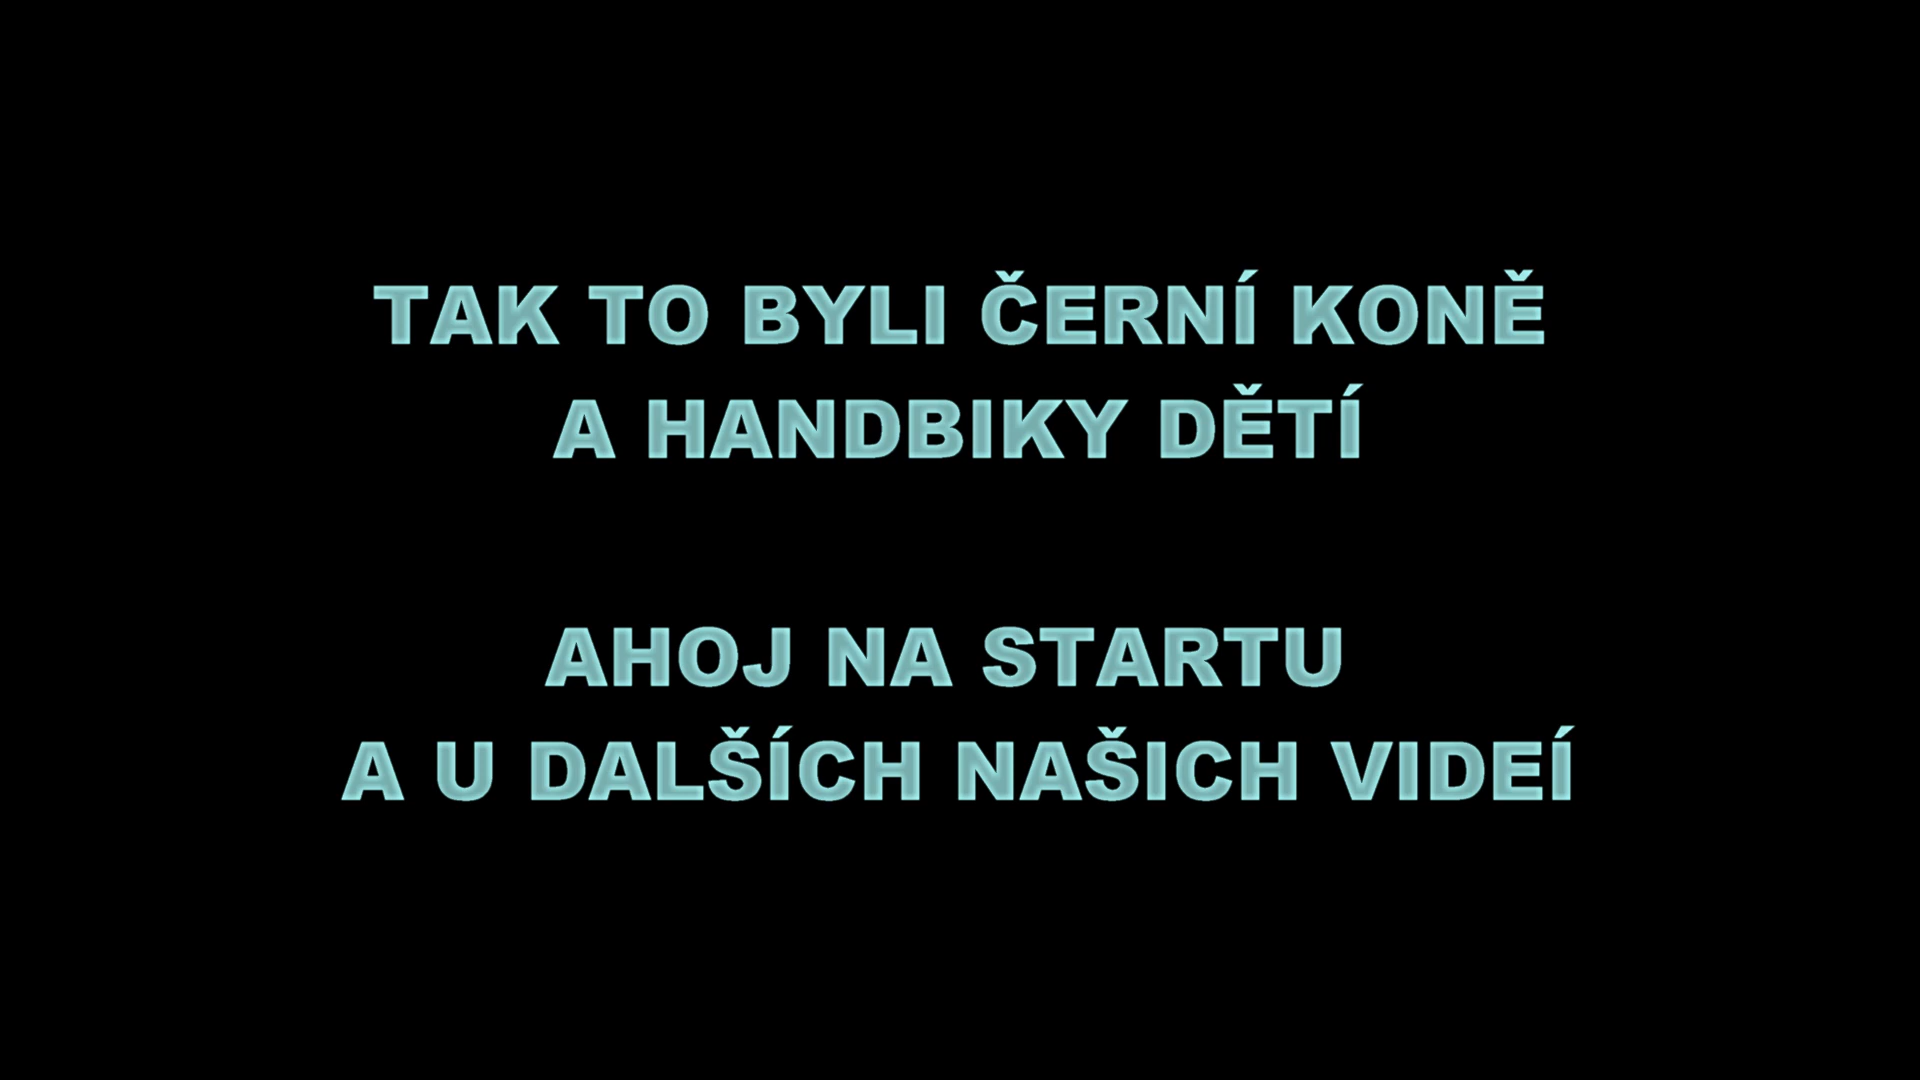 TAK TO BYLI ČERNÍ KONĚ
A HANDBIKY DĚTÍ
AHOJ NA STARTU
A U DALŠÍCH NAŠICH VIDEÍ